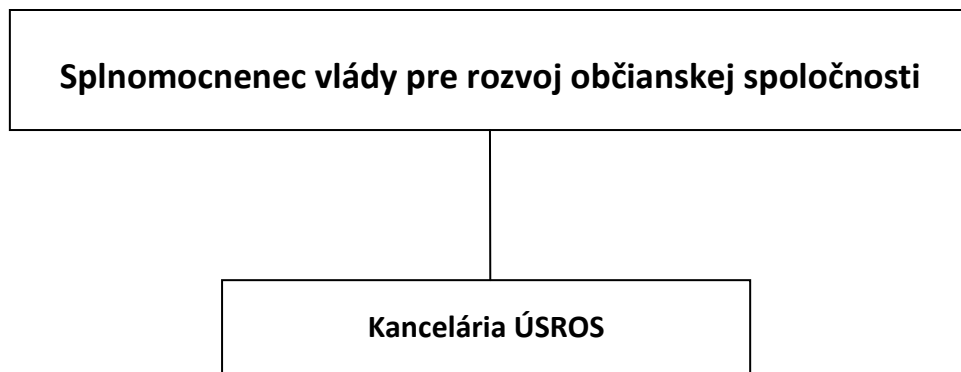 Splnomocnenec vlády pre rozvoj občianskej spoločnosti
Kancelária ÚSROS